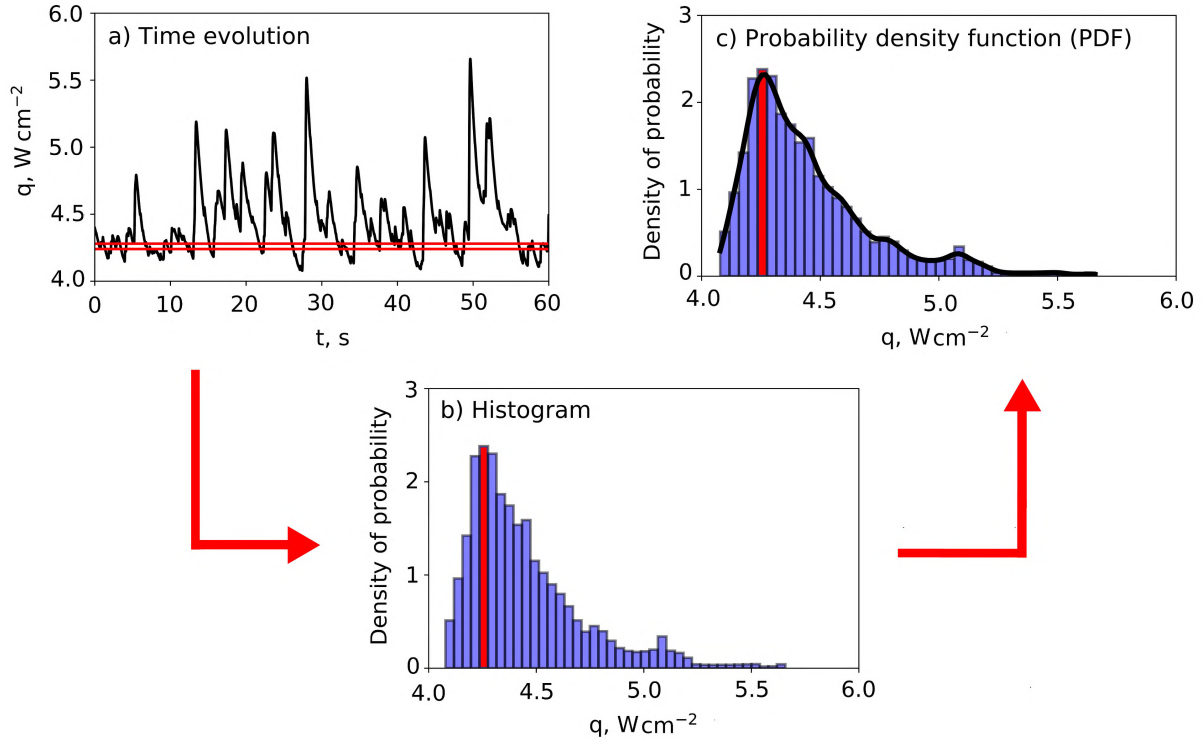 a) Time evolution
6.0
5.5
5.0
4.5
4.0
q, W cm⁻²
0 10 20 30 40 50 60
t, s
c) Probability density function (PDF)
3
2
1
0
Density of probability
4.0 4.5 5.0 5.5 6.0
q, Wcm⁻²
b) Histogram
3
2
1
0
Density of probability
4.0 4.5 5.0 5.5 6.0
q, Wcm⁻²